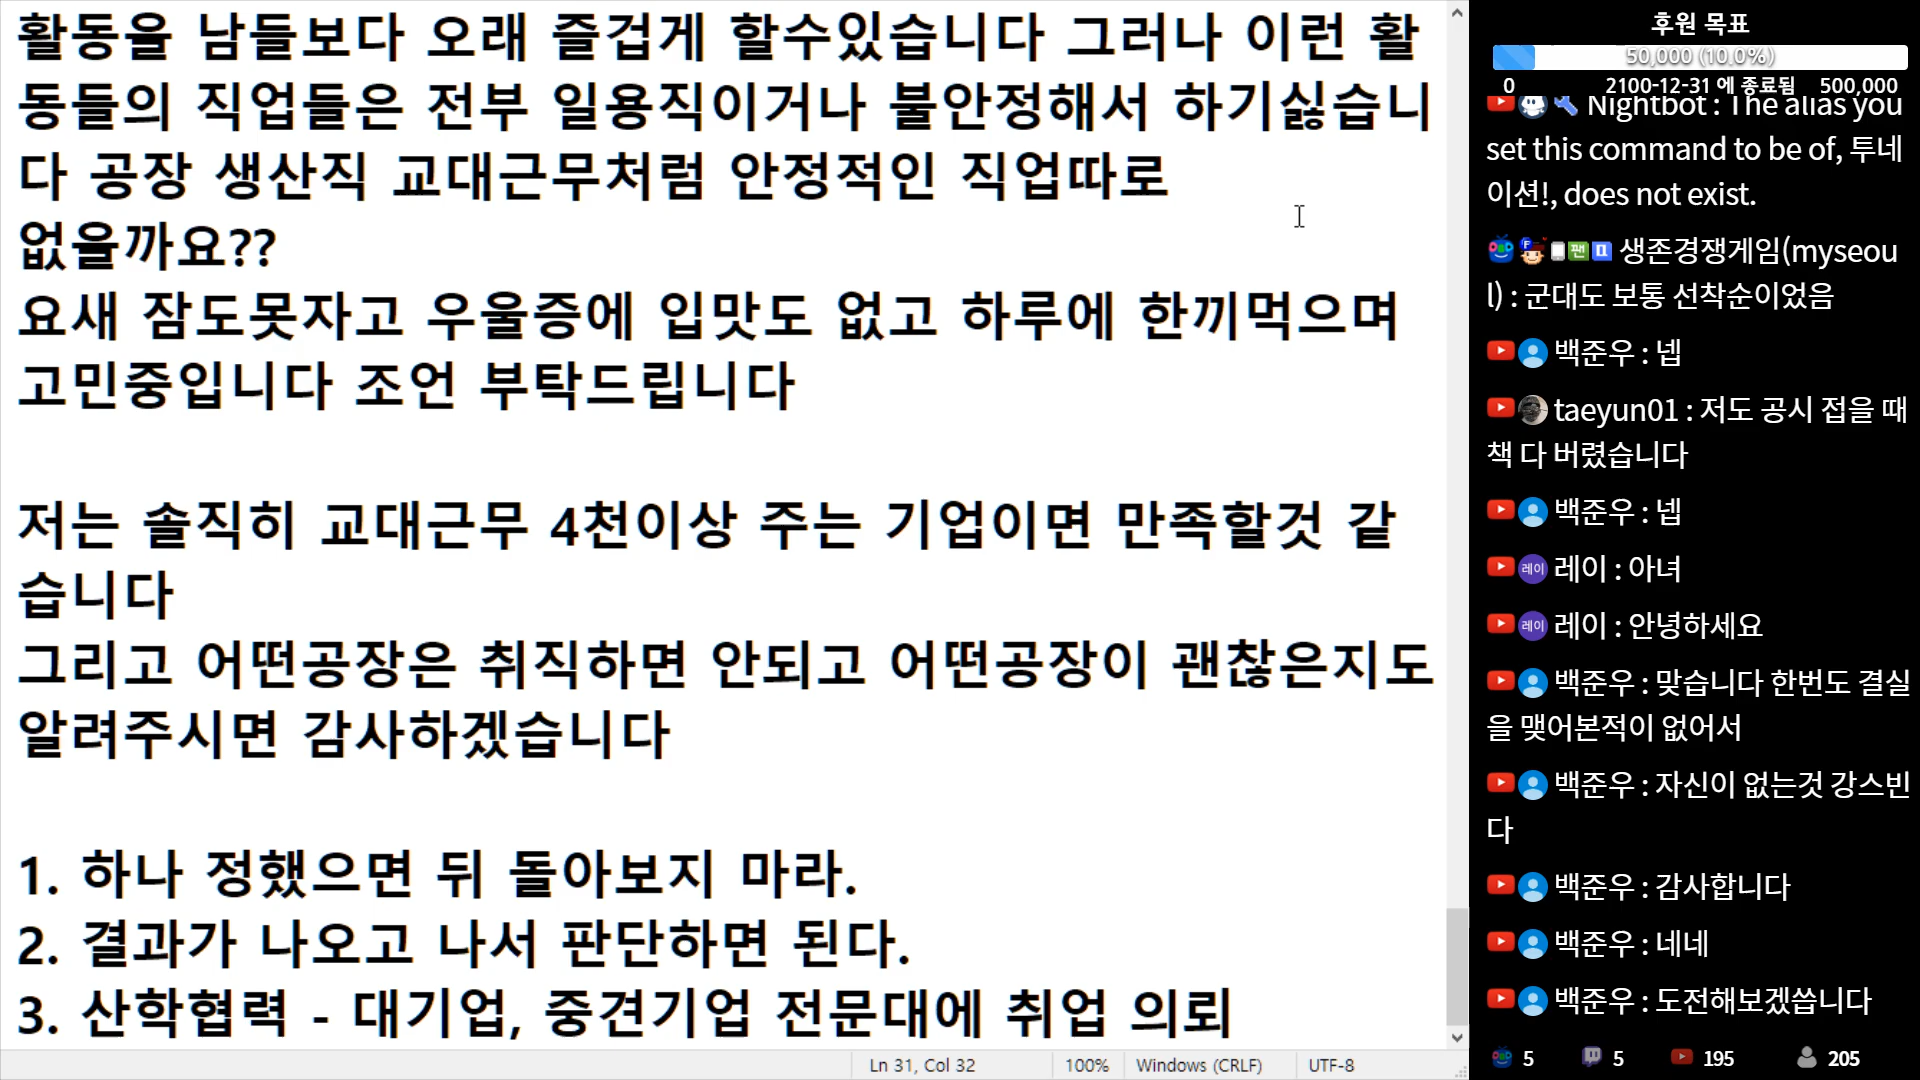 활동을 남들보다 오래 즐겁게 할수있습니다 그러나 이런 활
동들의 직업들은 전부 일용직이거나 불안정해서 하기싫습니
다 공장 생산직 교대근무처럼 안정적인 직업따로
없을까요??
요새 잠도못자고 우울증에 입맛도 없고 하루에 한끼먹으며
고민중입니다 조언 부탁드립니다
저는 솔직히 교대근무 4천이상 주는 기업이면 만족할것 같
습니다
그리고 어떤공장은 취직하면 안되고 어떤공장이 괜찮은지도
알려주시면 감사하겠습니다
1. 하나 정했으면 뒤 돌아보지 마라.
2. 결과가 나오고 나서 판단하면 된다.
3. 산학협력 - 대기업, 중견기업 전문대에 취업 의뢰
Ln 31, Col 32 100% Windows (CRLF) UTF-8
후원 목표
50,000 (10.0%)
0 2100-12-31 에 종료됨 500,000
Nightbot : The alias you
set this command to be of, 투네
이션!, does not exist.
F 팬 생존경쟁게임(myseou
l) : 군대도 보통 선착순이었음
백준우 : 넵
taeyun01 : 저도 공시 접을 때
책 다 버렸습니다
백준우 : 넵
레이 레이 : 아녀
레이 레이 : 안녕하세요
백준우 : 맞습니다 한번도 결실
을 맺어본적이 없어서
백준우 : 자신이 없는것 강스빈
다
백준우 : 감사합니다
백준우 : 네네
백준우 : 도전해보겠씁니다
5 5 195 205